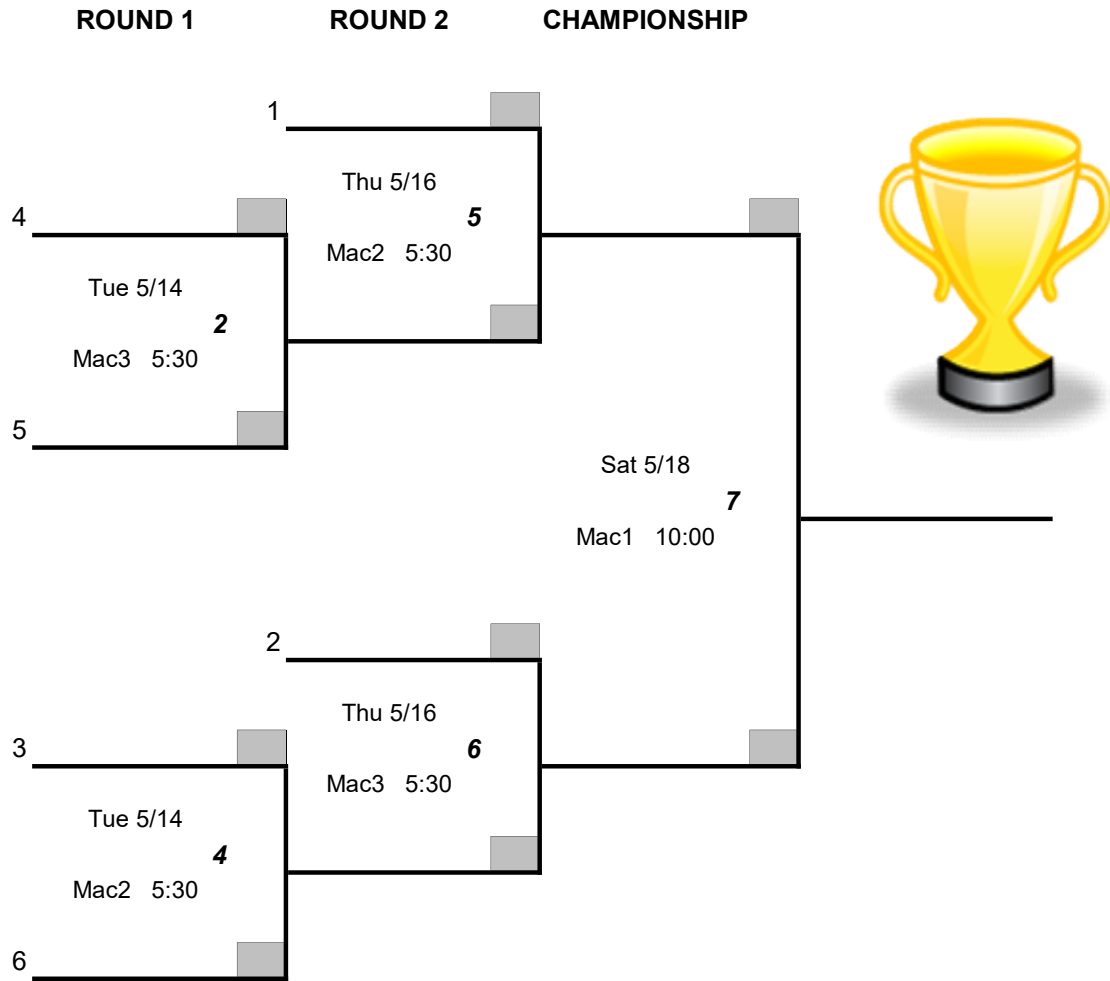 ROUND 1 ROUND 2 CHAMPIONSHIP
1
Thu 5/16
4 5
Mac2 5:30
Tue 5/14
2
Mac3 5:30
5
Sat 5/18
7
Mac1 10:00
2
Thu 5/16
3 6
Mac3 5:30
Tue 5/14
4
Mac2 5:30
6